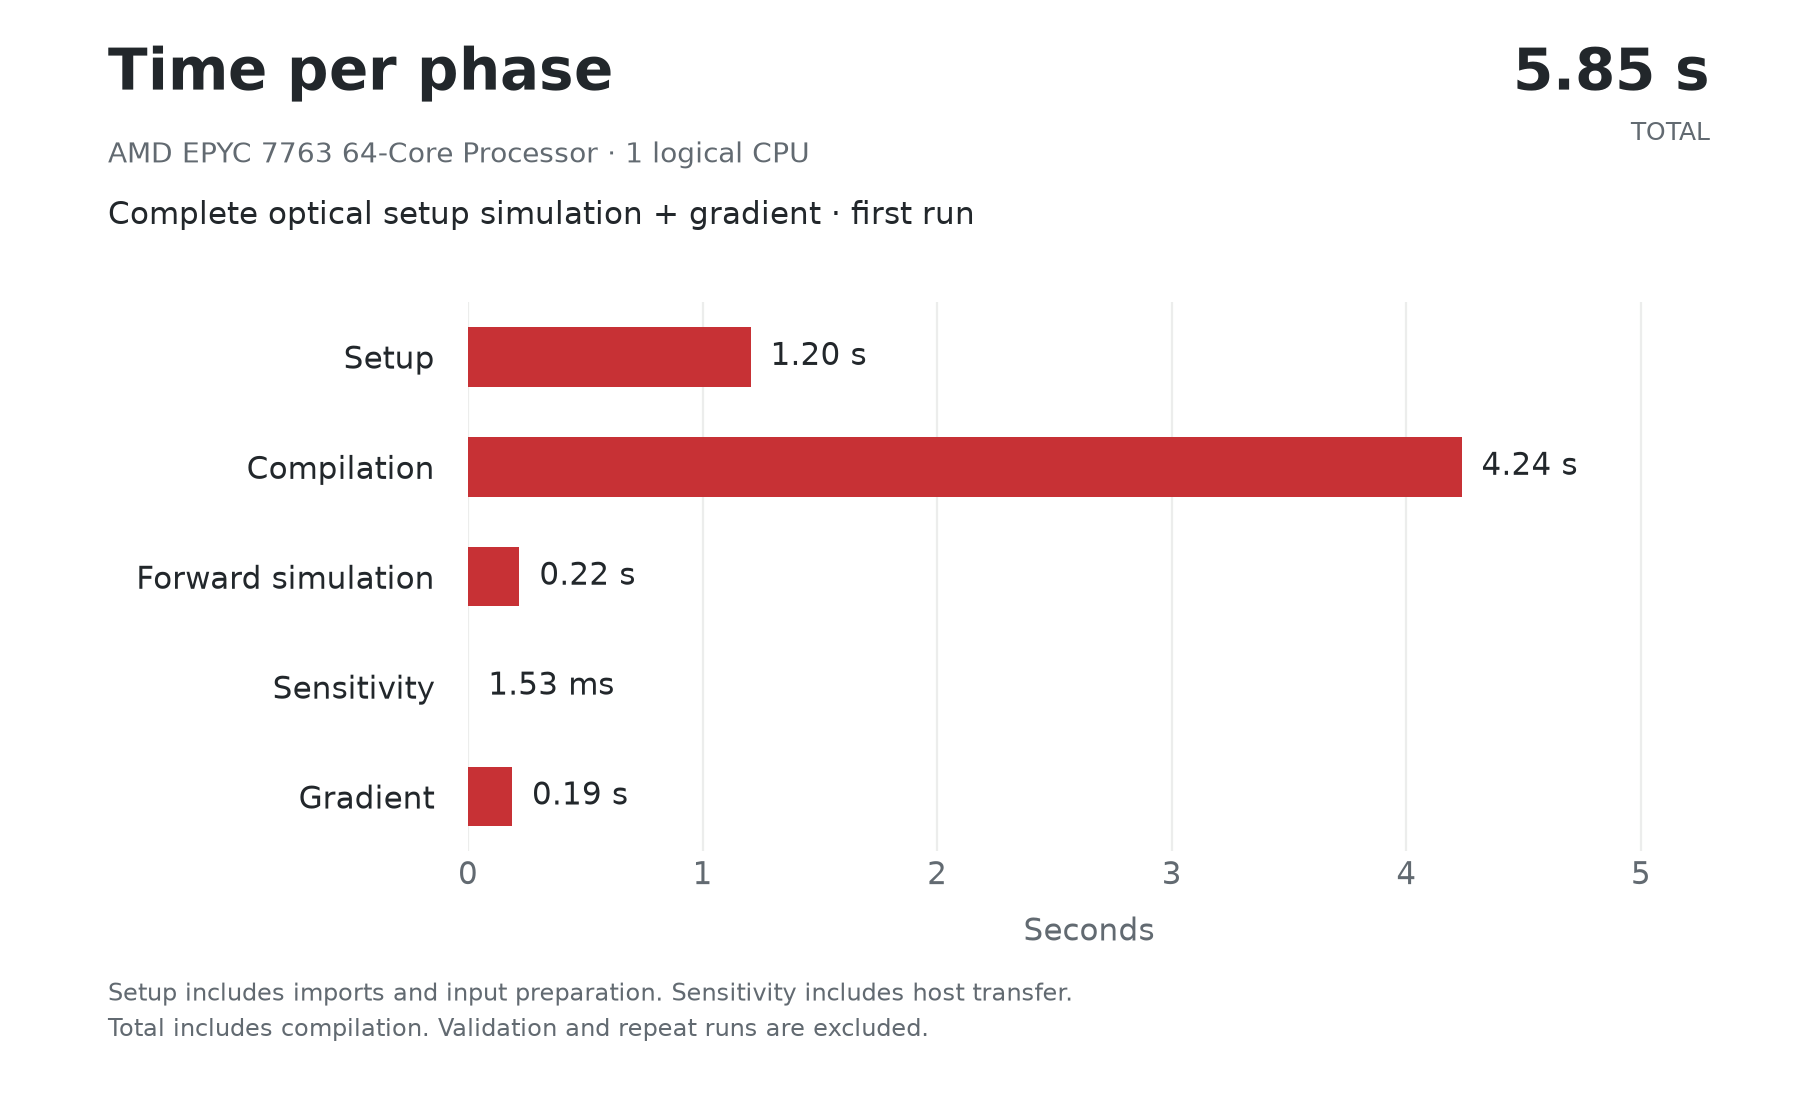 Time per phase
5.85 s
TOTAL
AMD EPYC 7763 64-Core Processor · 1 logical CPU
Complete optical setup simulation + gradient · first run
Setup 1.20 s
Compilation 4.24 s
Forward simulation 0.22 s
Sensitivity 1.53 ms
Gradient 0.19 s
0 1 2 3 4 5
Seconds
Setup includes imports and input preparation. Sensitivity includes host transfer.
Total includes compilation. Validation and repeat runs are excluded.